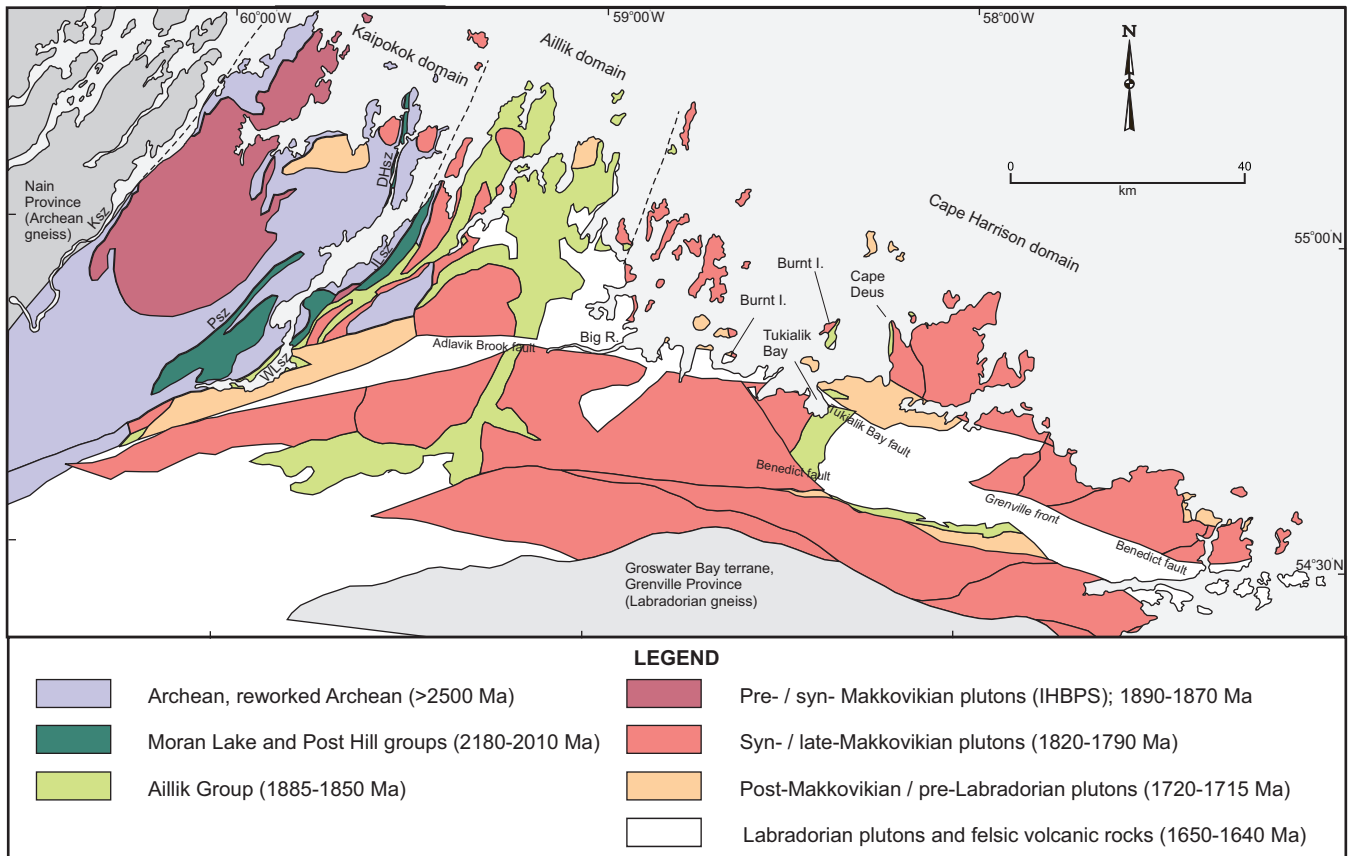 60°00'W
59°00'W
58°00'W
Kaipokok domain
Aillik domain
N
0
40
km
Nain
Province
(Archean
gneiss)
Ksz
DHsz
Cape Harrison domain
55°00'N
JLsz
Psz
Burnt I.
Cape
Deus
Burnt I.
Tukialik
Bay
Big R.
Adlavik Brook fault
WLsz
Tukialik Bay fault
Benedict fault
Grenville front
Benedict fault
54°30'N
Groswater Bay terrane,
Grenville Province
(Labradorian gneiss)
LEGEND
Archean, reworked Archean (>2500 Ma)
Moran Lake and Post Hill groups (2180-2010 Ma)
Aillik Group (1885-1850 Ma)
Pre- / syn- Makkovikian plutons (IHBPS); 1890-1870 Ma
Syn- / late-Makkovikian plutons (1820-1790 Ma)
Post-Makkovikian / pre-Labradorian plutons (1720-1715 Ma)
Labradorian plutons and felsic volcanic rocks (1650-1640 Ma)